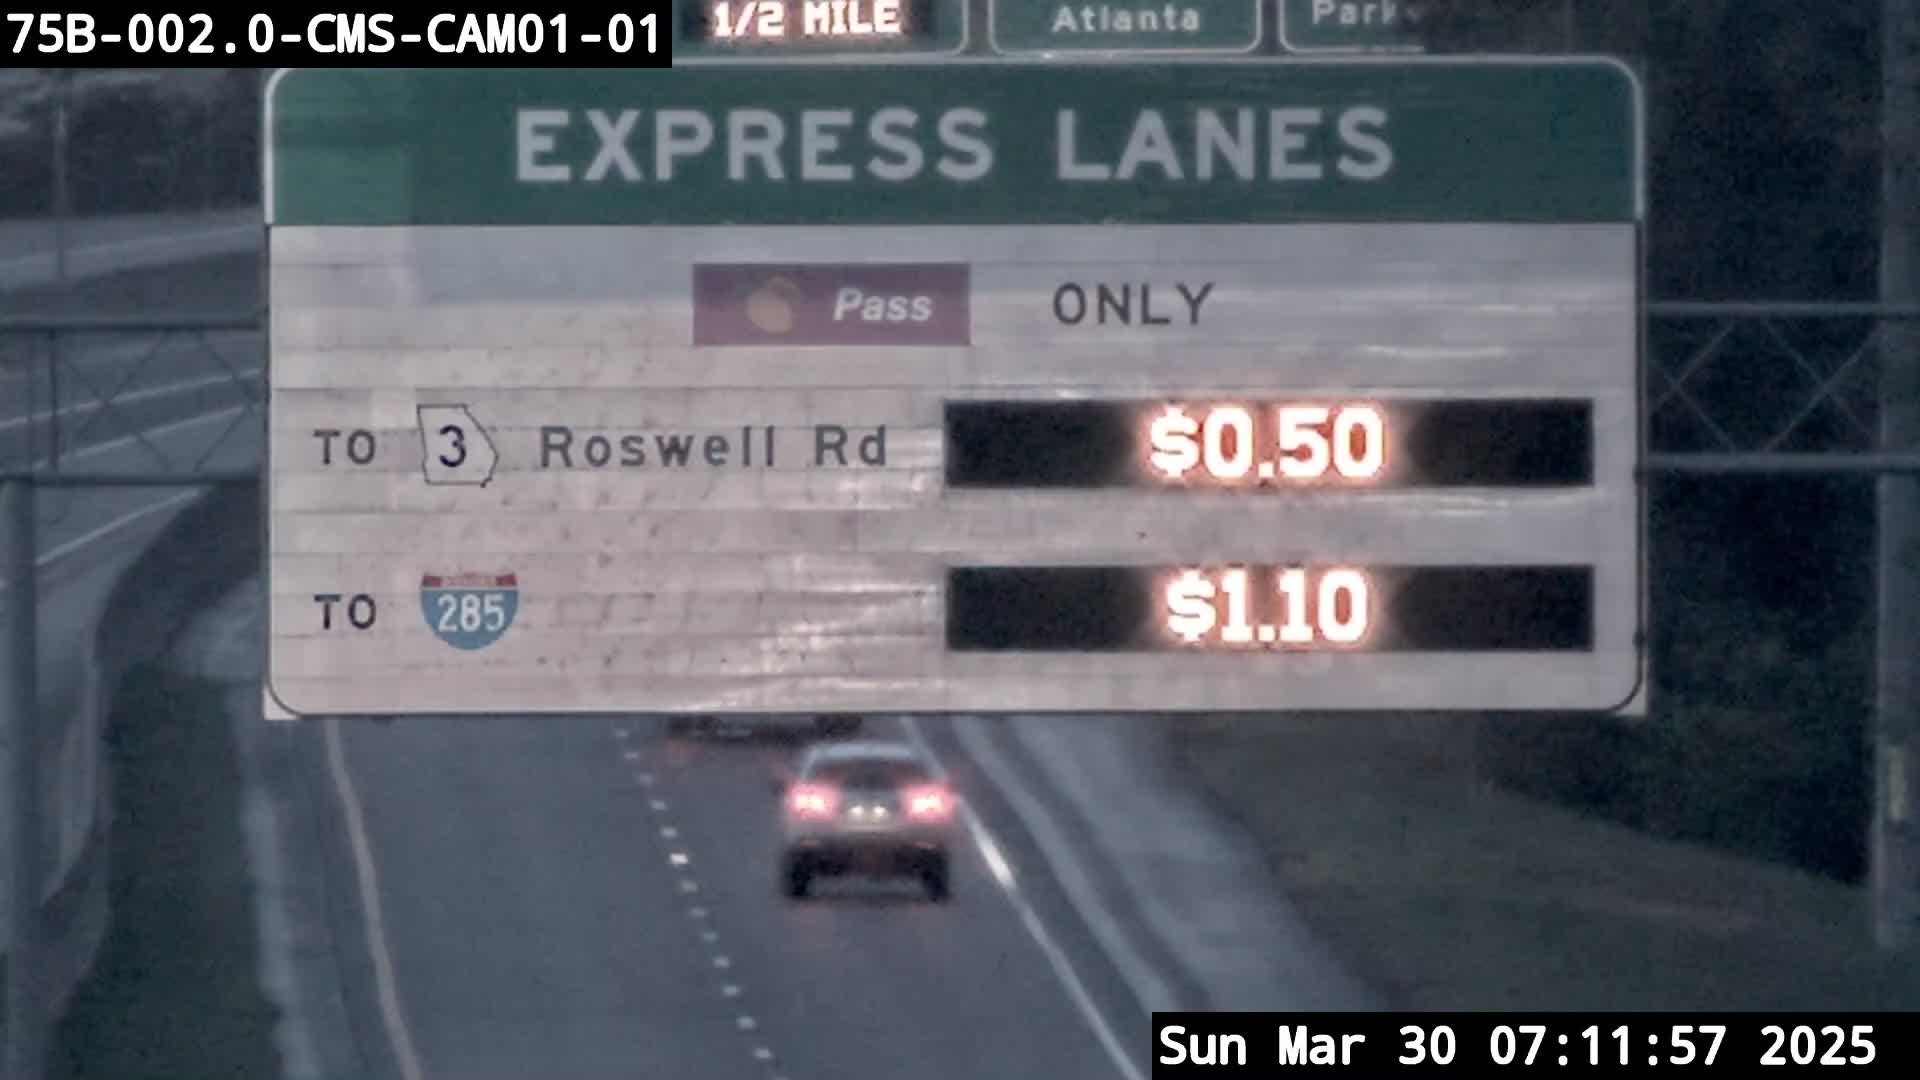 75B-002.0-CMS-CAM01-01
1/2 MILE
Atlanta
Park
EXPRESS LANES
Pass ONLY
TO 3 Roswell Rd $0.50
TO 285 $1.10
Sun Mar 30 07:11:57 2025